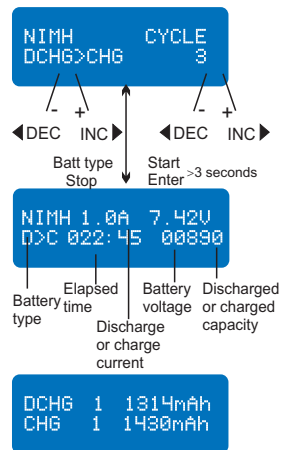 NIMH CYCLE
DCHG>CHG 3
- + - +
◀DEC INC▶ ◀DEC INC▶
Batt type Start
Stop Enter >3 seconds
NIMH 1.0A 7.42V
D>C 022:45 00890
Battery type
Elapsed time
Discharge or charge current
Battery voltage
Discharged or charged capacity
DCHG 1 1314mAh
CHG 1 1430mAh